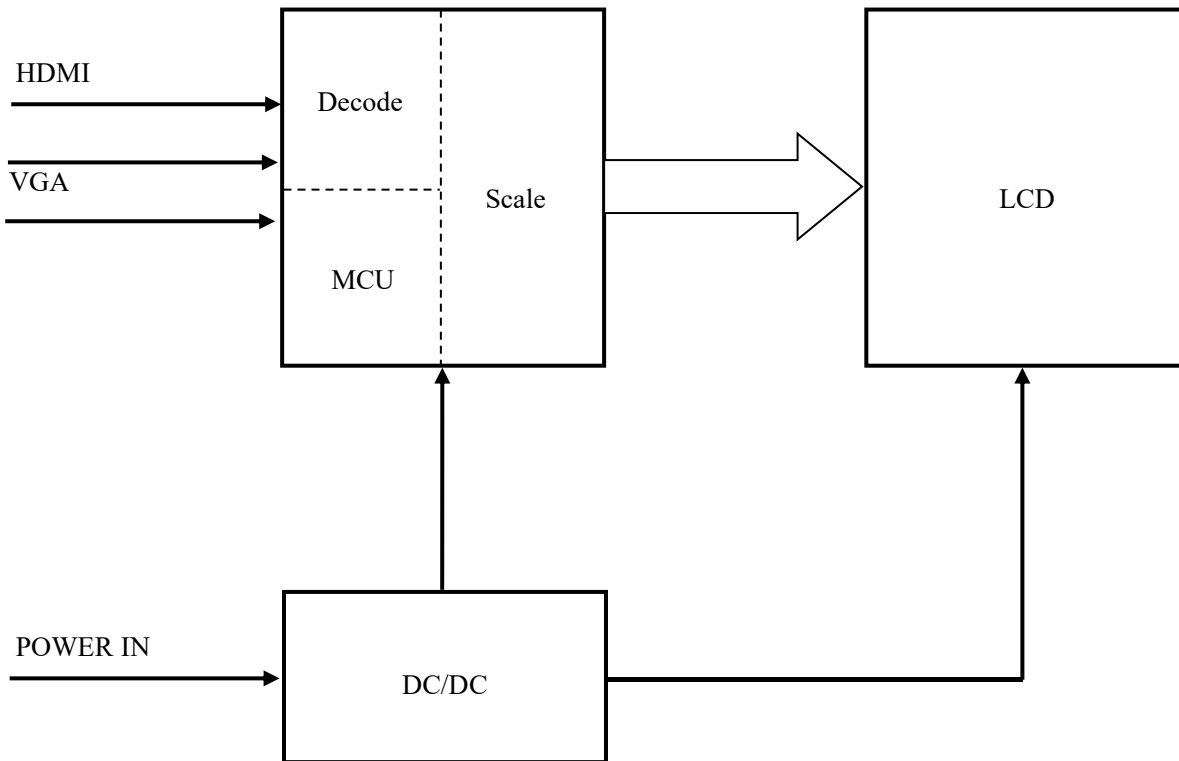 HDMI
Decode
VGA
Scale
LCD
MCU
POWER IN
DC/DC